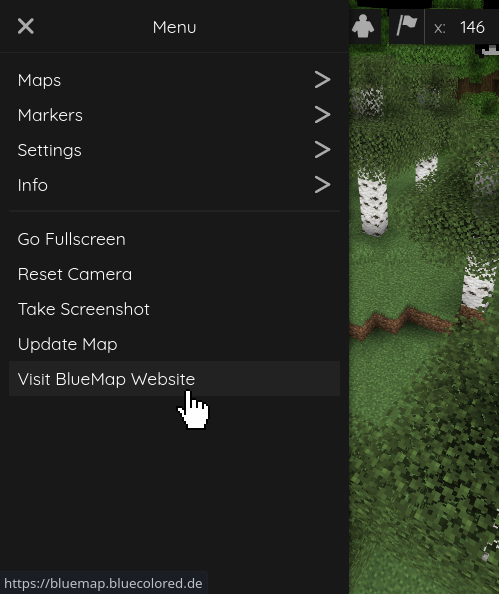 Menu
x: 146
Maps
Markers
Settings
Info
Go Fullscreen
Reset Camera
Take Screenshot
Update Map
Visit BlueMap Website
https://bluemap.bluecolored.de